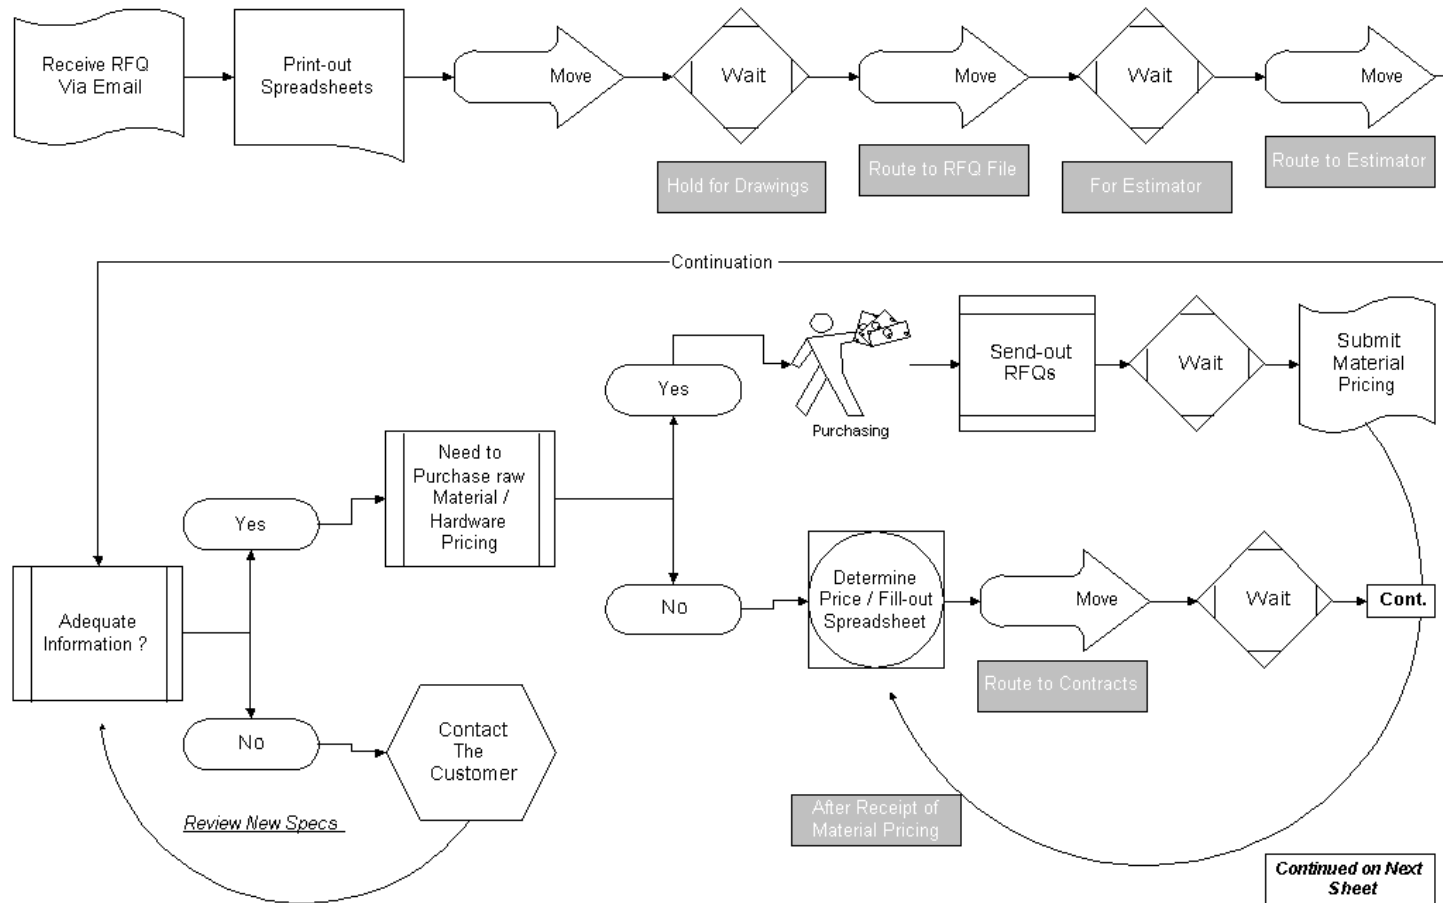 Receive RFQ
Via Email
Print-out
Spreadsheets
Move
Wait
Move
Wait
Move
Hold for Drawings
Route to RFQ File
For Estimator
Route to Estimator
Continuation
Yes
Purchasing
Send-out
RFQs
Wait
Submit
Material
Pricing
Yes
Need to
Purchase raw
Material /
Hardware
Pricing
Adequate
Information ?
No
Determine
Price / Fill-out
Spreadsheet
Move
Wait
Cont.
Route to Contracts
No
Contact
The
Customer
Review New Specs
After Receipt of
Material Pricing
Continued on Next
Sheet